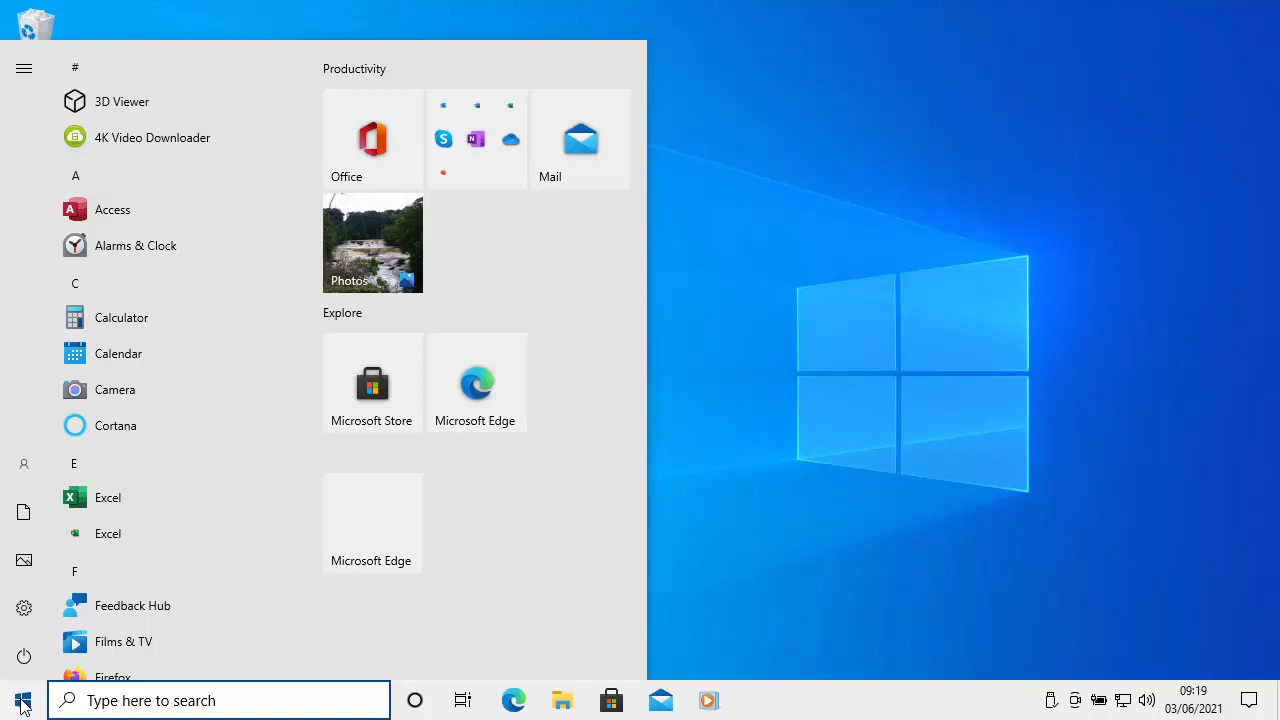 #
3D Viewer
4K Video Downloader
A
Access
Alarms & Clock
C
Calculator
Calendar
Camera
Cortana
E
Excel
Excel
F
Feedback Hub
Films & TV
Firefox
Productivity
Office
Mail
Photos
Explore
Microsoft Store
Microsoft Edge
Microsoft Edge
Type here to search
09:19
03/06/2021